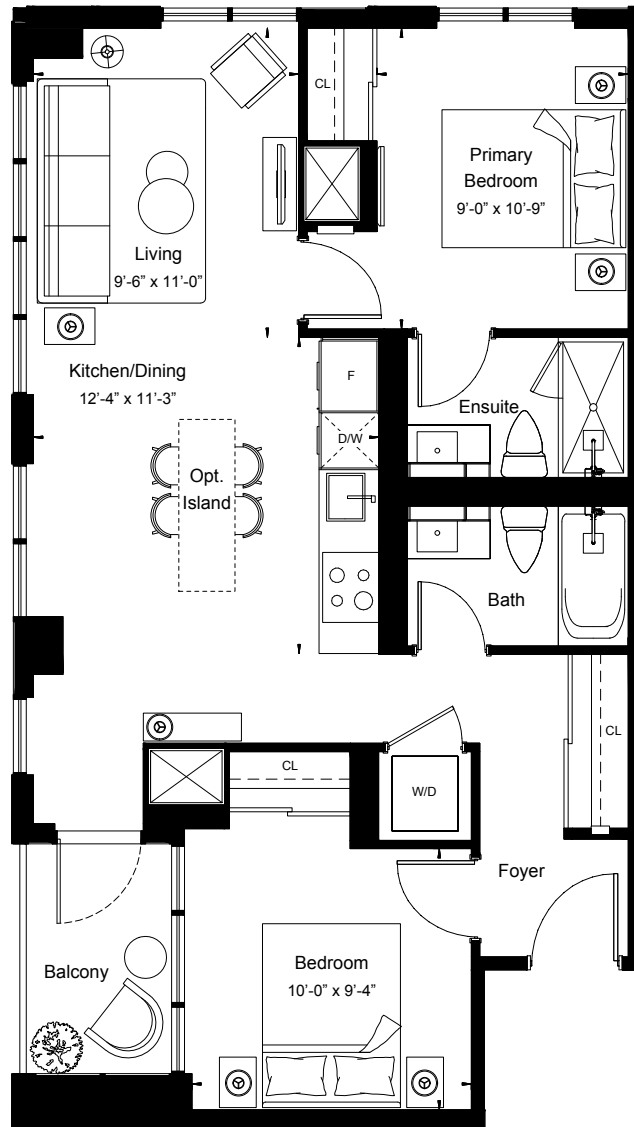 CL
Primary
Bedroom
9'-0" x 10'-9"
Living
9'-6" x 11'-0"
Kitchen/Dining
12'-4" x 11'-3"
F
D/W
Ensuite
Opt.
Island
Bath
CL
CL
W/D
Foyer
Balcony
Bedroom
10'-0" x 9'-4"